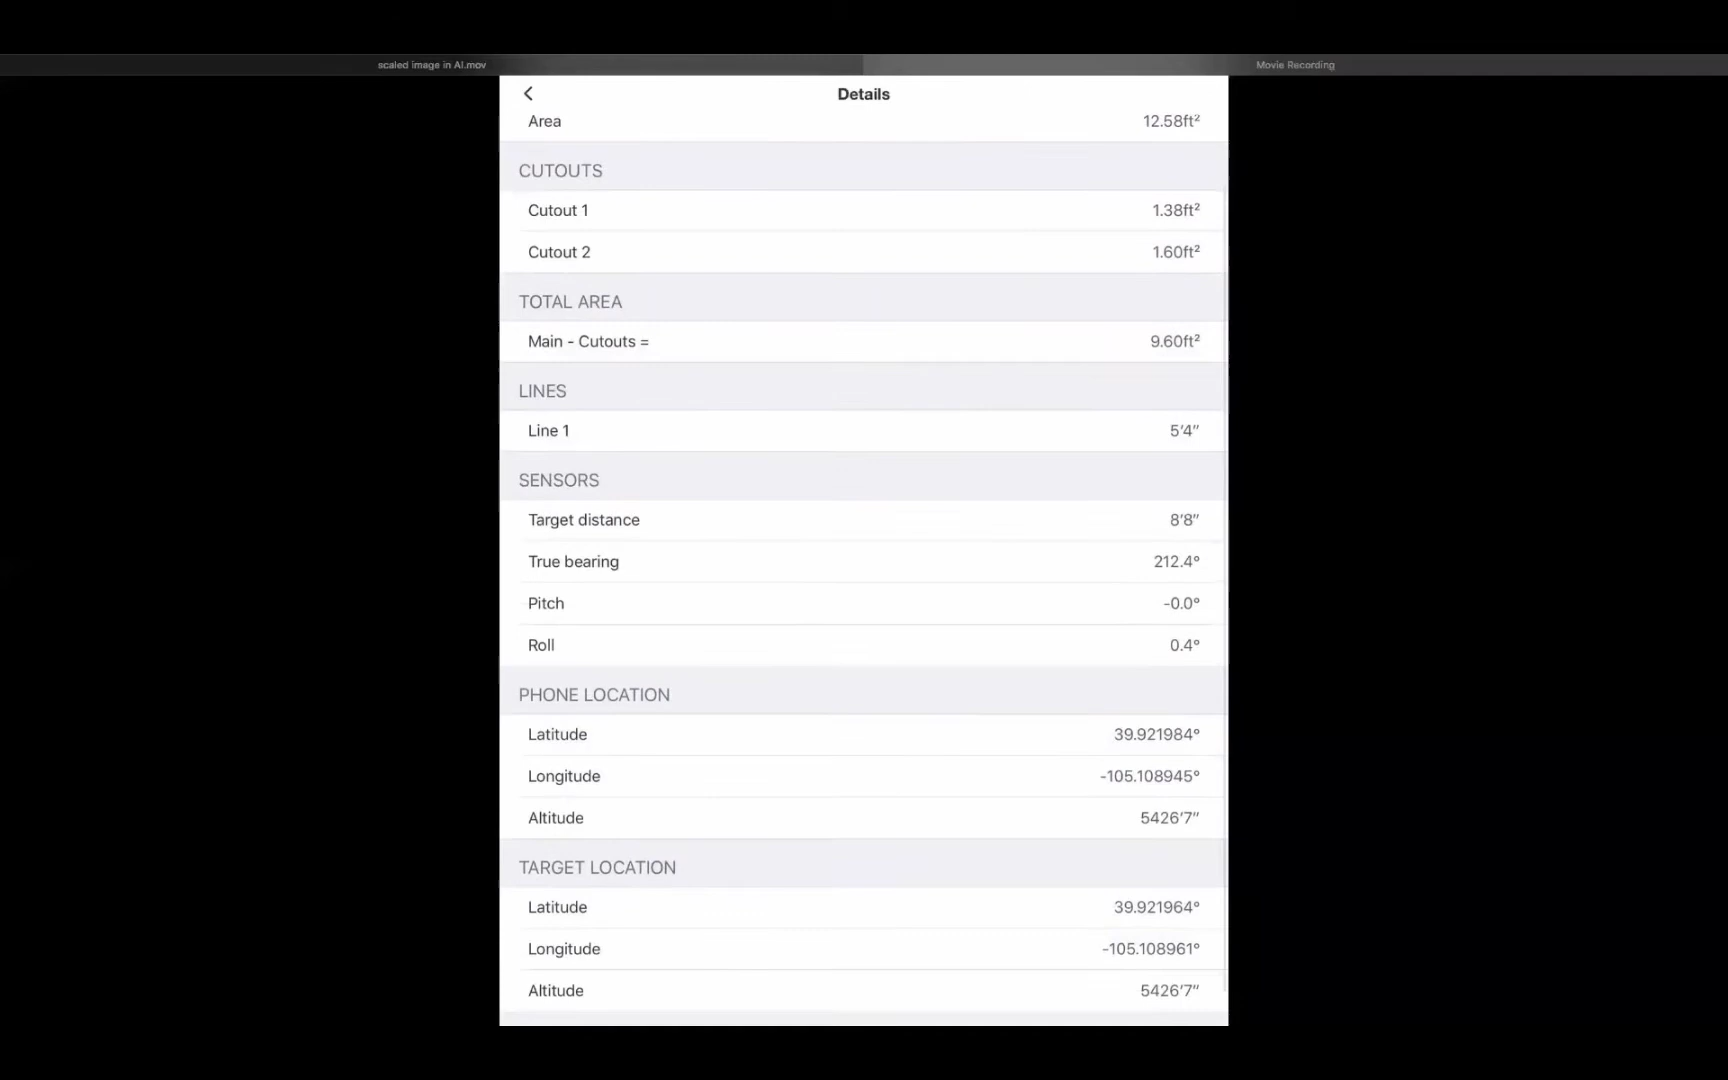 scaled image in AI.mov
Movie Recording
Details
Area 12.58ft²
CUTOUTS
Cutout 1 1.38ft²
Cutout 2 1.60ft²
TOTAL AREA
Main - Cutouts = 9.60ft²
LINES
Line 1 5'4"
SENSORS
Target distance 8'8"
True bearing 212.4°
Pitch -0.0°
Roll 0.4°
PHONE LOCATION
Latitude 39.921984°
Longitude -105.108945°
Altitude 5426'7"
TARGET LOCATION
Latitude 39.921964°
Longitude -105.108961°
Altitude 5426'7"